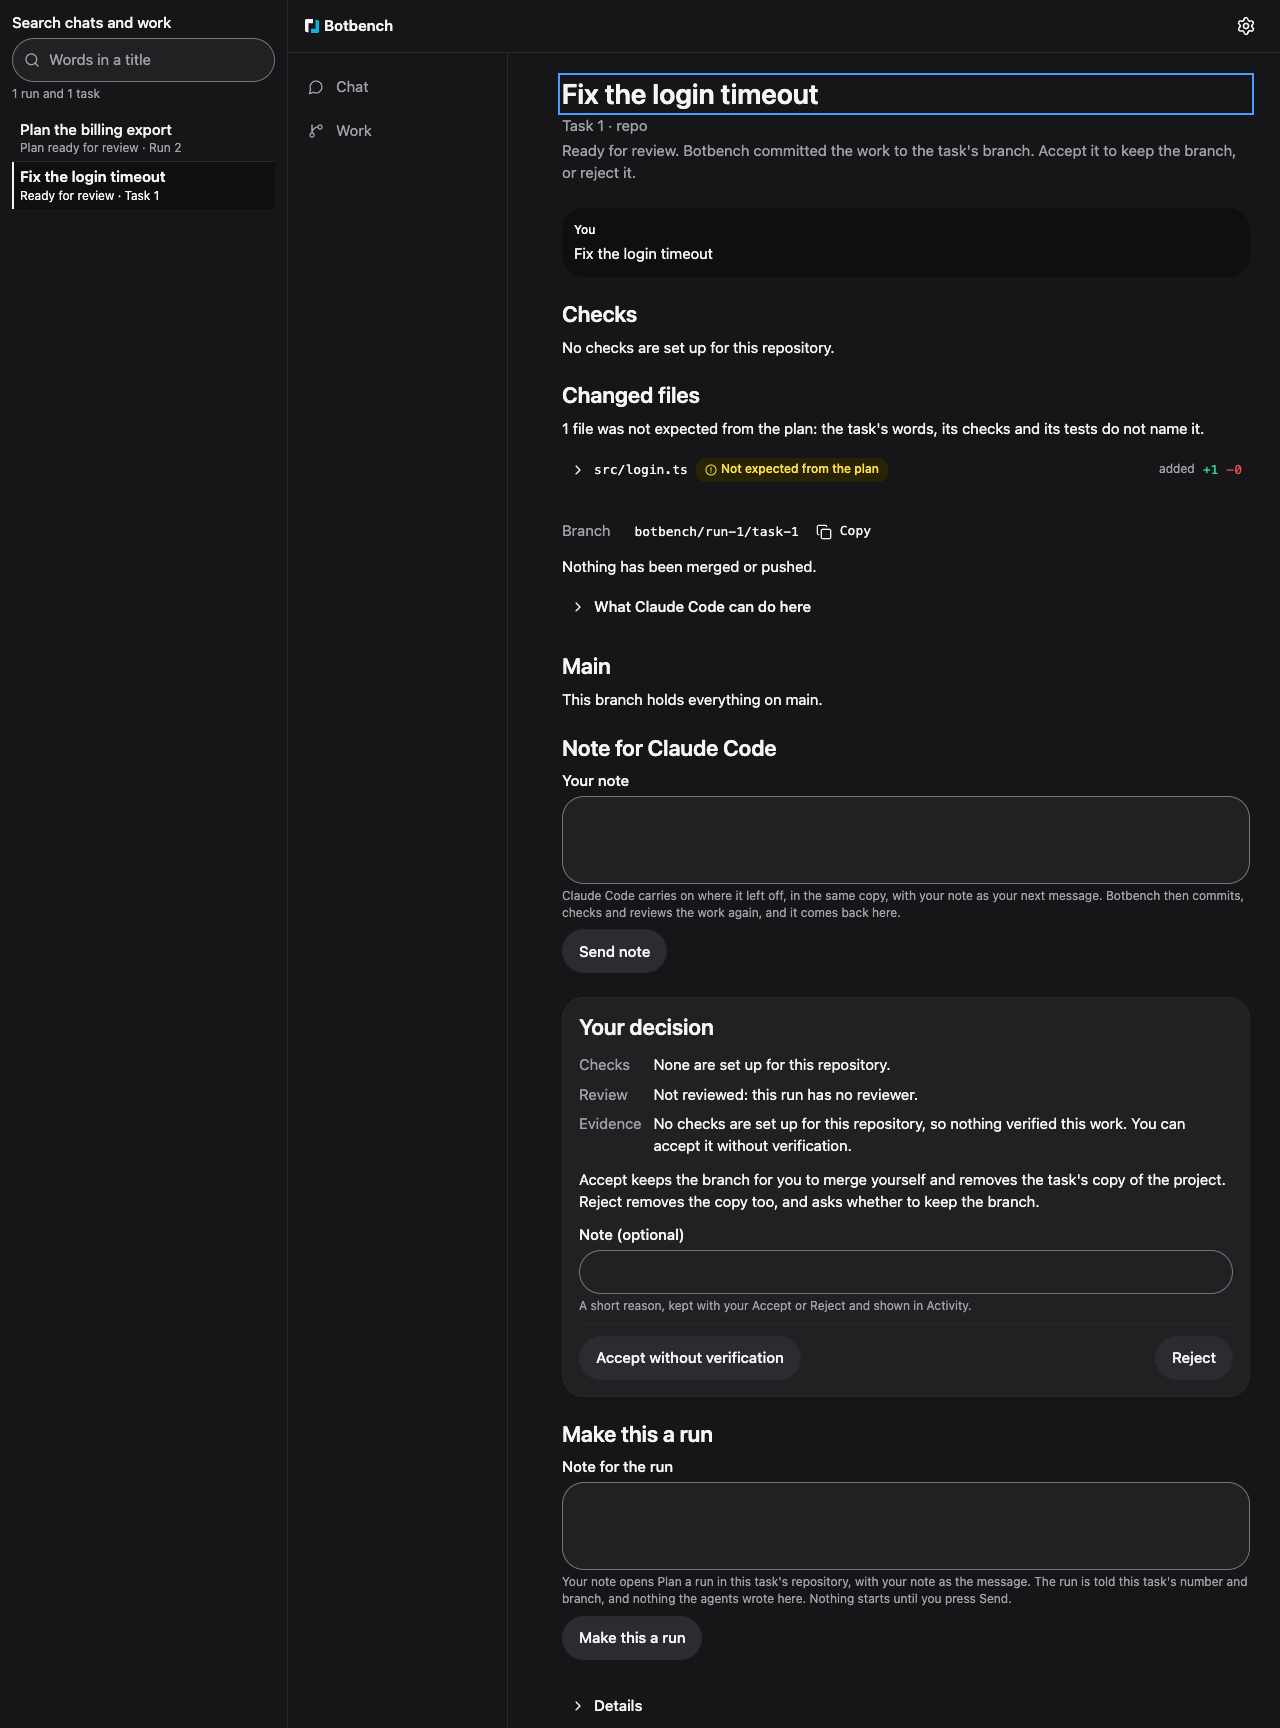 Search chats and work
Words in a title
1 run and 1 task
Plan the billing export
Plan ready for review · Run 2
Fix the login timeout
Ready for review · Task 1
Botbench
Chat
Work
Fix the login timeout
Task 1 · repo
Ready for review. Botbench committed the work to the task's branch. Accept it to keep the branch,
or reject it.
You
Fix the login timeout
Checks
No checks are set up for this repository.
Changed files
1 file was not expected from the plan: the task's words, its checks and its tests do not name it.
src/login.ts Not expected from the plan added +1 −0
Branch botbench/run-1/task-1 Copy
Nothing has been merged or pushed.
What Claude Code can do here
Main
This branch holds everything on main.
Note for Claude Code
Your note
Claude Code carries on where it left off, in the same copy, with your note as your next message. Botbench then commits,
checks and reviews the work again, and it comes back here.
Send note
Your decision
Checks None are set up for this repository.
Review Not reviewed: this run has no reviewer.
Evidence No checks are set up for this repository, so nothing verified this work. You can
accept it without verification.
Accept keeps the branch for you to merge yourself and removes the task's copy of the project.
Reject removes the copy too, and asks whether to keep the branch.
Note (optional)
A short reason, kept with your Accept or Reject and shown in Activity.
Accept without verification Reject
Make this a run
Note for the run
Your note opens Plan a run in this task's repository, with your note as the message. The run is told this task's number and
branch, and nothing the agents wrote here. Nothing starts until you press Send.
Make this a run
Details